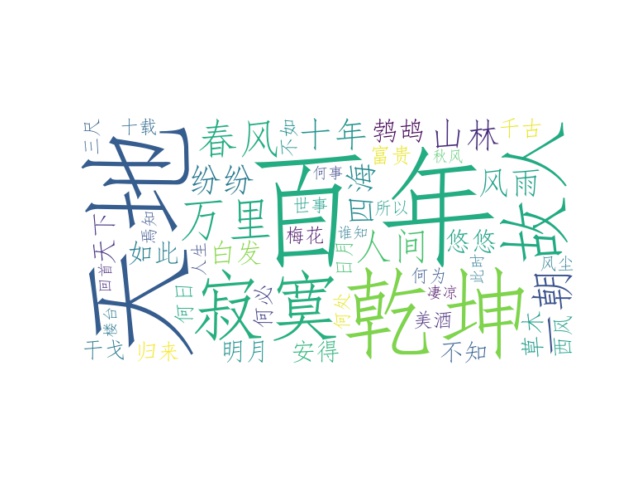 三尺
十载
春风
不如
十年
鹁鸪
山林
千古
富贵
秋风
天地
百年
故人
纷纷
何事
四海
风雨
万里
世事
所以
天下
焉知
梅花
谁知
人间
悠悠
如此
人生
白发
日月
回首
寂寞
乾坤
何为
此时
风尘
一朝
何日
何必
何处
凄凉
美酒
楼台
草木
西风
干戈
归来
明月
安得
不知